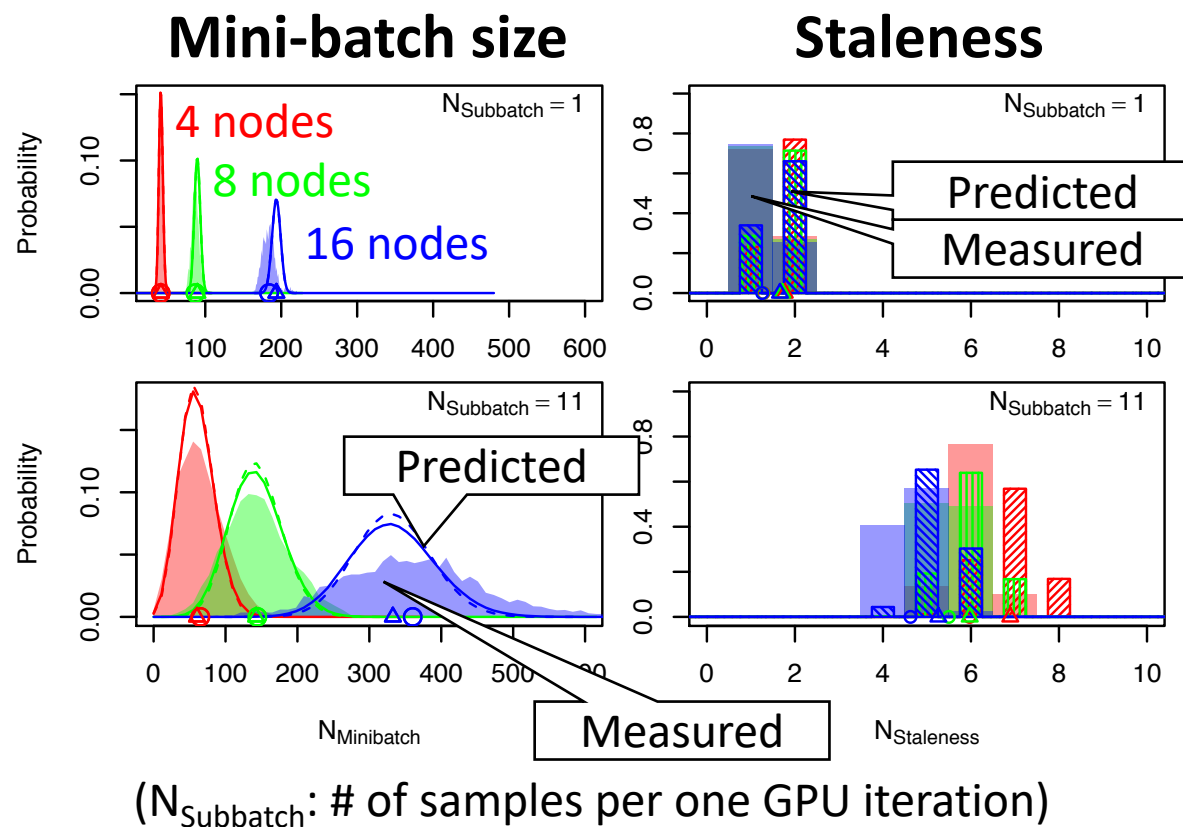 Mini-batch size
Staleness
Probability
0.00 0.10
N_Subbatch = 1
4 nodes
8 nodes
16 nodes
100 200 300 400 500 600
0.0 0.4 0.8
N_Subbatch = 1
Predicted
Measured
0 2 4 6 8 10
Probability
0.00 0.10
N_Subbatch = 11
Predicted
0 100 200 300 400 500 600
N_Minibatch
Measured
0.0 0.4 0.8
N_Subbatch = 11
0 2 4 6 8 10
N_Staleness
(N_Subbatch: # of samples per one GPU iteration)